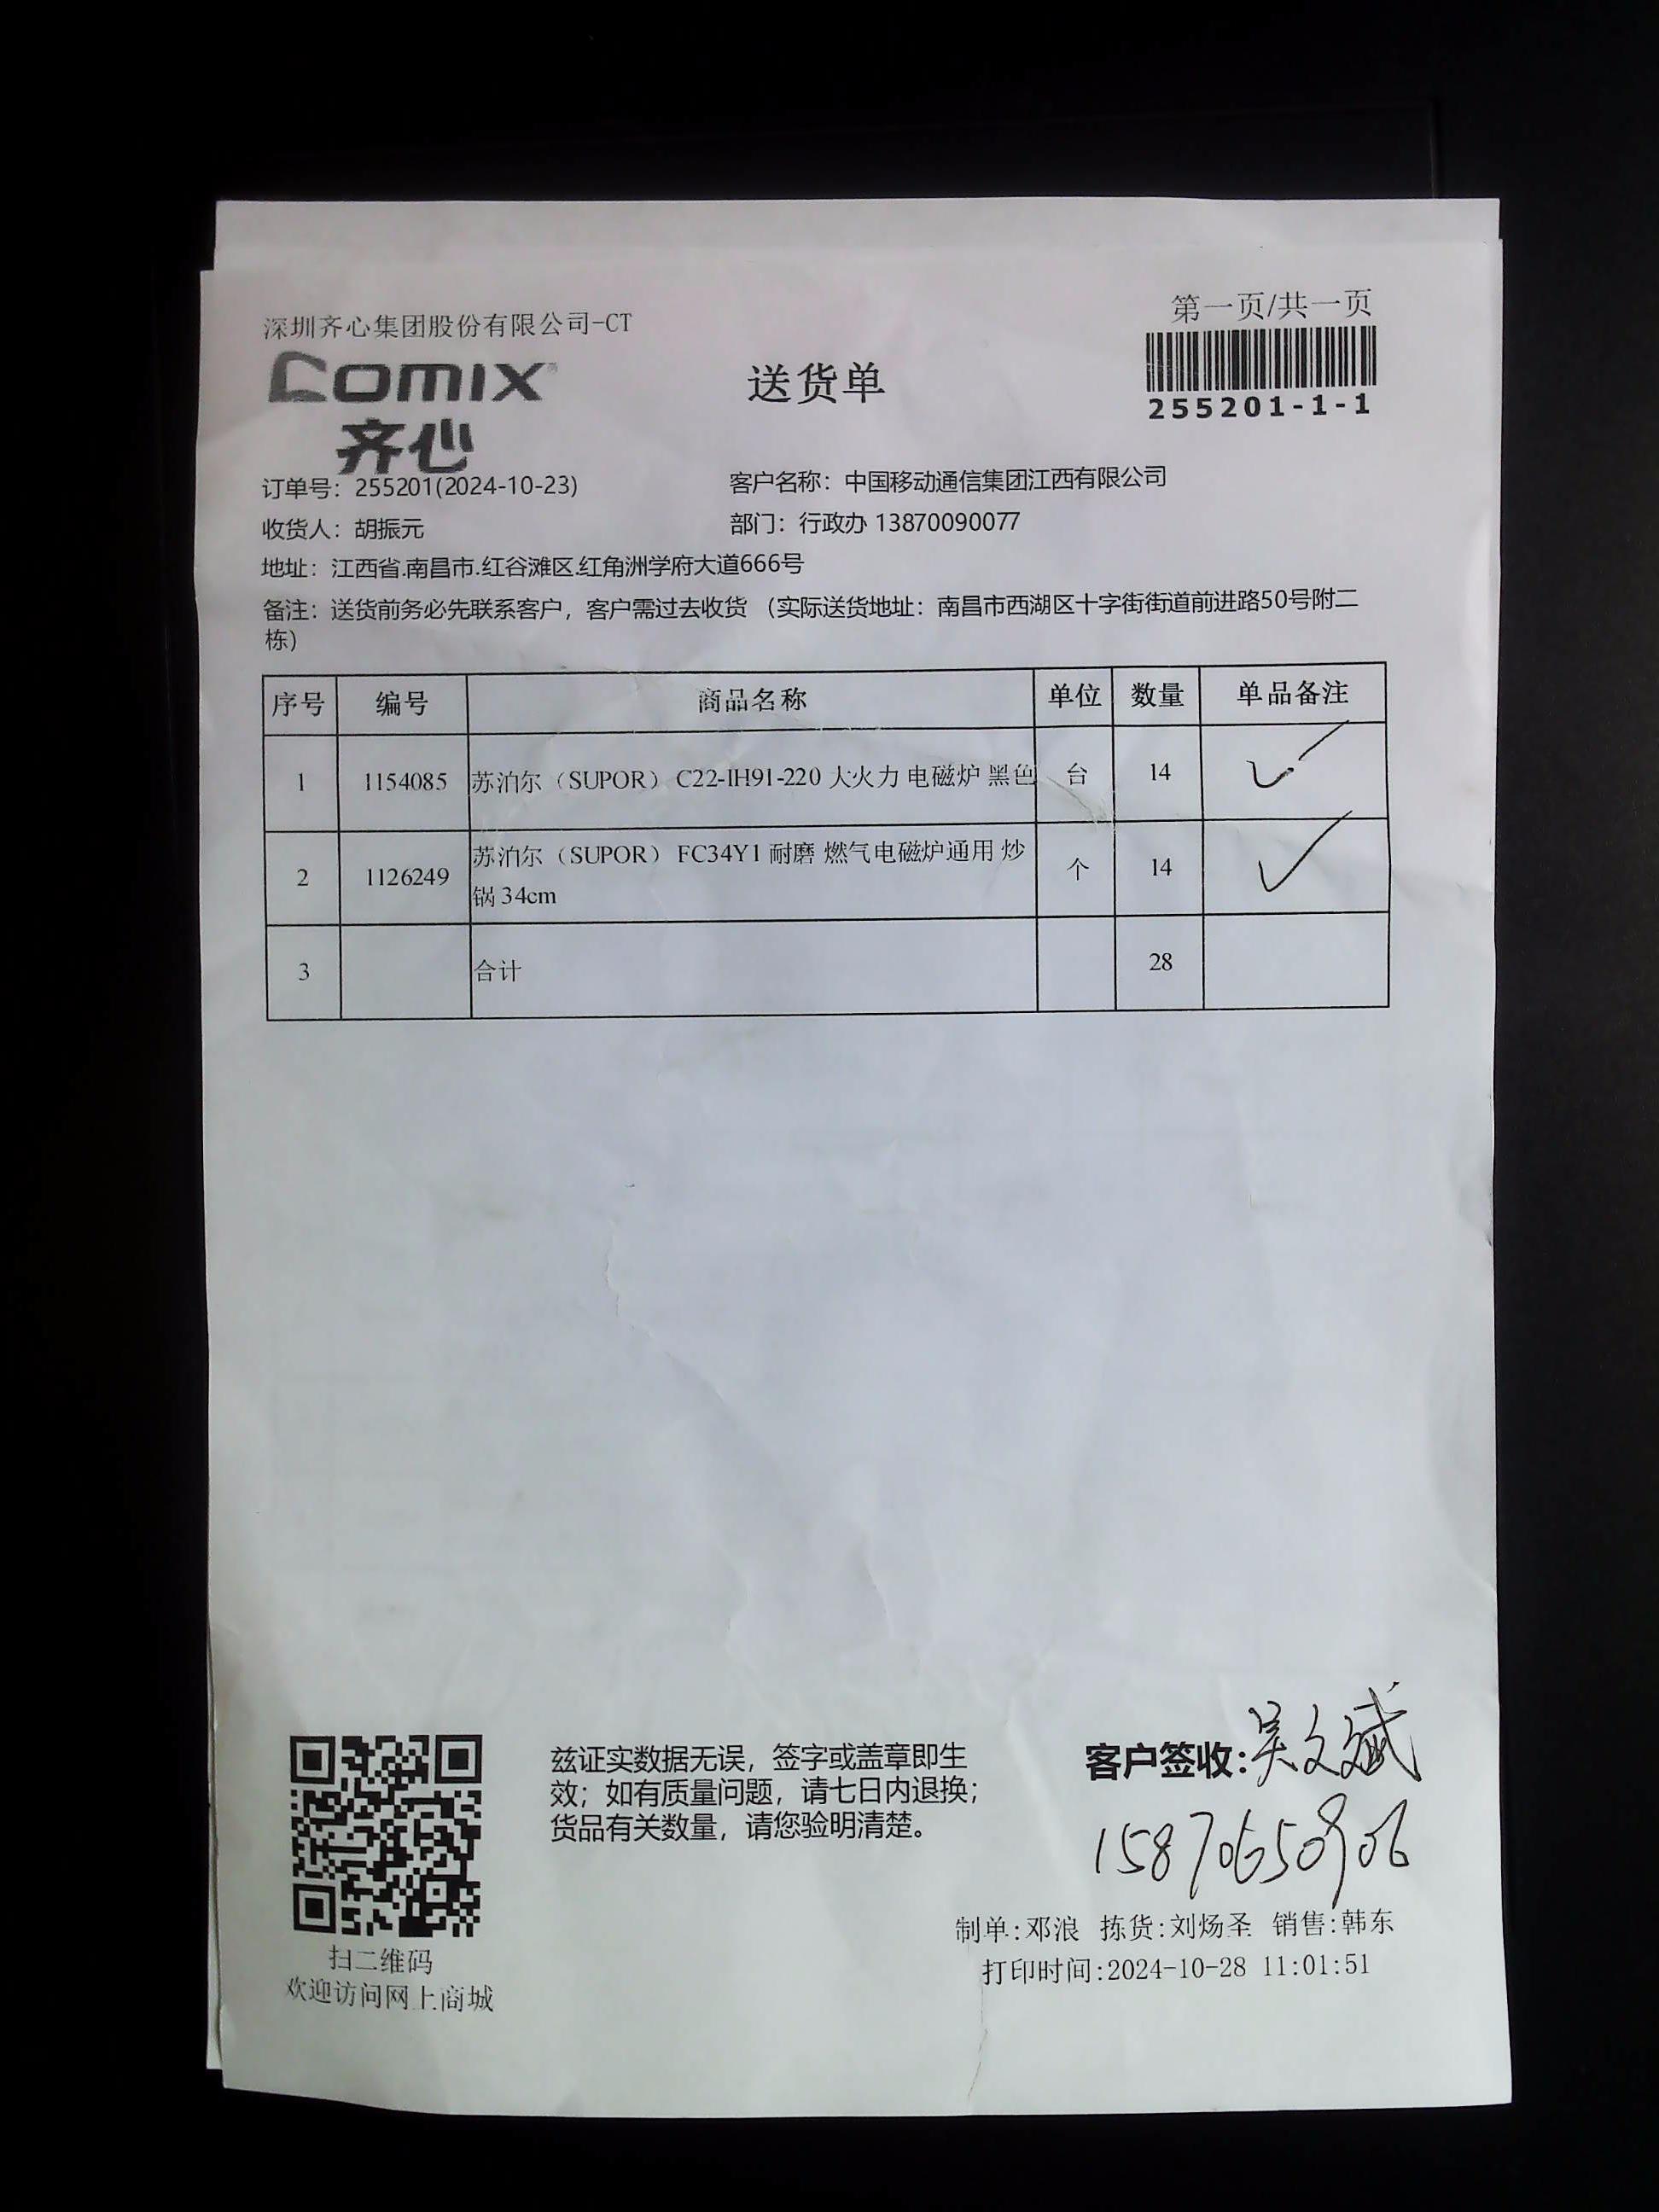 深圳齐心集团股份有限公司-CT
第一页/共一页
comix
齐心
送货单
255201-1-1
订单号：255201(2024-10-23)
客户名称：中国移动通信集团江西有限公司
收货人：胡振元
部门：行政办 13870090077
地址：江西省.南昌市.红谷滩区.红角洲学府大道666号
备注：送货前务必先联系客户，客户需过去收货 （实际送货地址：南昌市西湖区十字街街道前进路50号附二
栋）
序号 编号 商品名称 单位 数量 单品备注
1 1154085 苏泊尔（SUPOR） C22-IH91-220 大火力 电磁炉 黑色 台 14 ✓
2 1126249 苏泊尔（SUPOR） FC34Y1 耐磨 燃气电磁炉通用 炒
锅 34cm 个 14 ✓
3 合计 28
兹证实数据无误，签字或盖章即生
效；如有质量问题，请七日内退换；
货品有关数量，请您验明清楚。
客户签收:吴文斌
15870650906
制单:邓浪 拣货:刘炀圣 销售:韩东
打印时间:2024-10-28 11:01:51
扫二维码
欢迎访问网上商城